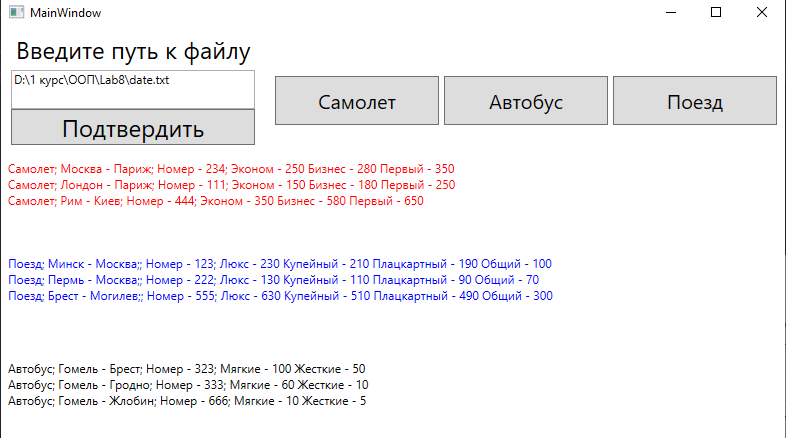 MainWindow
Введите путь к файлу
D:\1 курс\ООП\Lab8\date.txt
Подтвердить
Самолет
Автобус
Поезд
Самолет; Москва - Париж; Номер - 234; Эконом - 250 Бизнес - 280 Первый - 350
Самолет; Лондон - Париж; Номер - 111; Эконом - 150 Бизнес - 180 Первый - 250
Самолет; Рим - Киев; Номер - 444; Эконом - 350 Бизнес - 580 Первый - 650
Поезд; Минск - Москва;; Номер - 123; Люкс - 230 Купейный - 210 Плацкартный - 190 Общий - 100
Поезд; Пермь - Москва;; Номер - 222; Люкс - 130 Купейный - 110 Плацкартный - 90 Общий - 70
Поезд; Брест - Могилев;; Номер - 555; Люкс - 630 Купейный - 510 Плацкартный - 490 Общий - 300
Автобус; Гомель - Брест; Номер - 323; Мягкие - 100 Жесткие - 50
Автобус; Гомель - Гродно; Номер - 333; Мягкие - 60 Жесткие - 10
Автобус; Гомель - Жлобин; Номер - 666; Мягкие - 10 Жесткие - 5